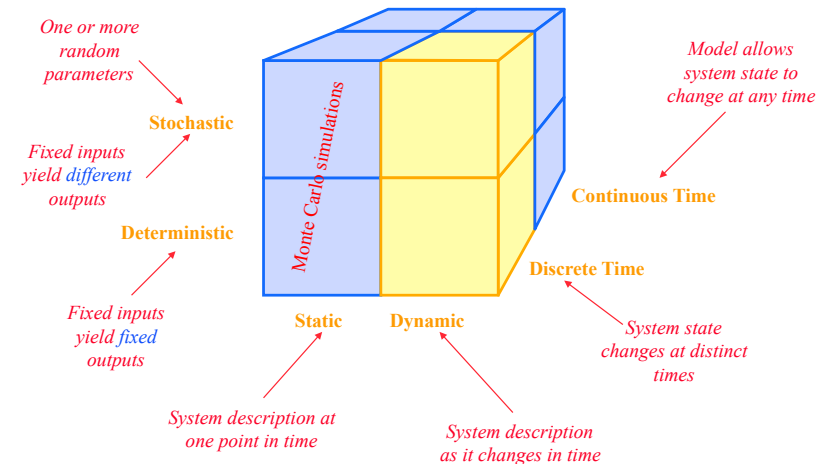 One or more
random
parameters
Stochastic
Fixed inputs
yield different
outputs
Deterministic
Fixed inputs
yield fixed
outputs
Monte Carlo simulations
Model allows
system state to
change at any time
Continuous Time
Discrete Time
System state
changes at distinct
times
Static
Dynamic
System description at
one point in time
System description
as it changes in time